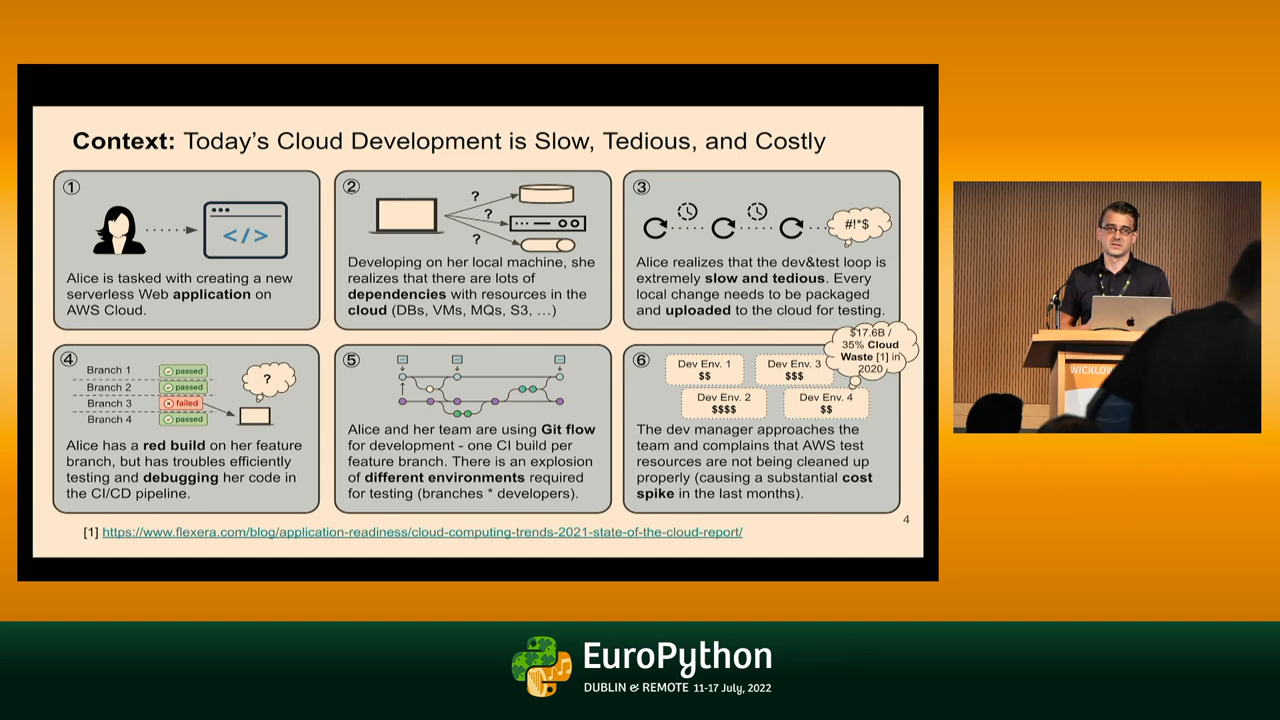 Context: Today's Cloud Development is Slow, Tedious, and Costly
①
</>
Alice is tasked with creating a new
serverless Web application on
AWS Cloud.
②
?
?
?
Developing on her local machine, she
realizes that there are lots of
dependencies with resources in the
cloud (DBs, VMs, MQs, S3, …)
③
#!*$
Alice realizes that the dev&test loop is
extremely slow and tedious. Every
local change needs to be packaged
and uploaded to the cloud for testing.
④
Branch 1 passed
Branch 2 passed
Branch 3 failed
Branch 4 passed
?
Alice has a red build on her feature
branch, but has troubles efficiently
testing and debugging her code in
the CI/CD pipeline.
⑤
Alice and her team are using Git flow
for development - one CI build per
feature branch. There is an explosion
of different environments required
for testing (branches * developers).
⑥
Dev Env. 1
$$
Dev Env. 3
$$$
Dev Env. 2
$$$$
Dev Env. 4
$$
$17.6B /
35% Cloud
Waste [1] in
2020
The dev manager approaches the
team and complains that AWS test
resources are not being cleaned up
properly (causing a substantial cost
spike in the last months).
4
[1] https://www.flexera.com/blog/application-readiness/cloud-computing-trends-2021-state-of-the-cloud-report/
WICKLOW
EuroPython
DUBLIN & REMOTE 11-17 July, 2022